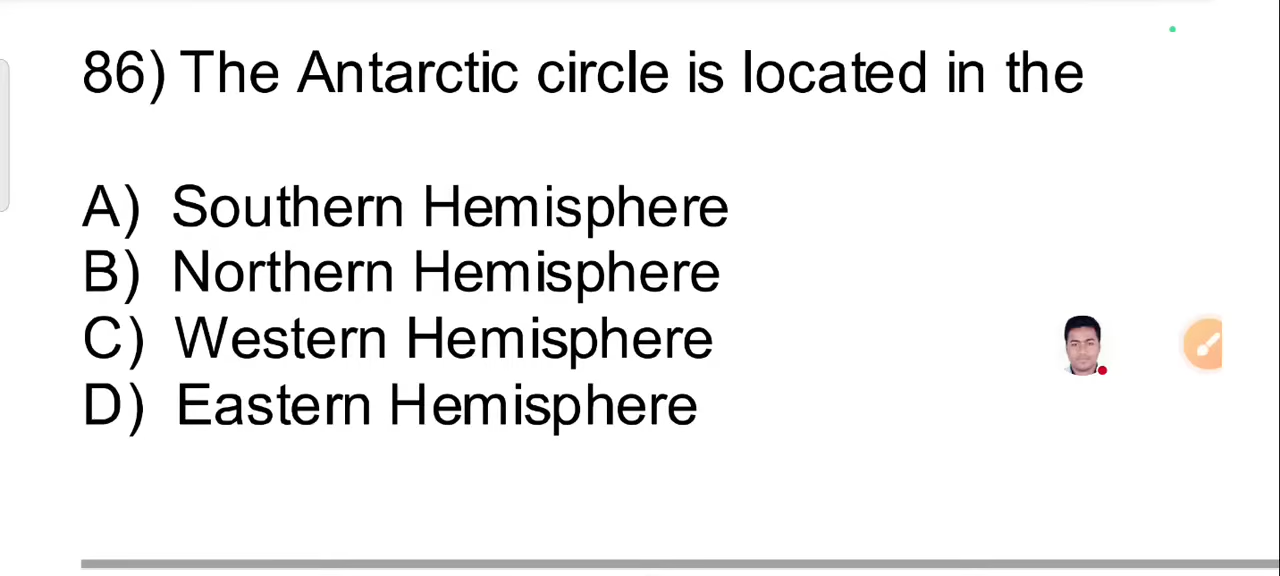 86) The Antarctic circle is located in the
A) Southern Hemisphere
B) Northern Hemisphere
C) Western Hemisphere
D) Eastern Hemisphere